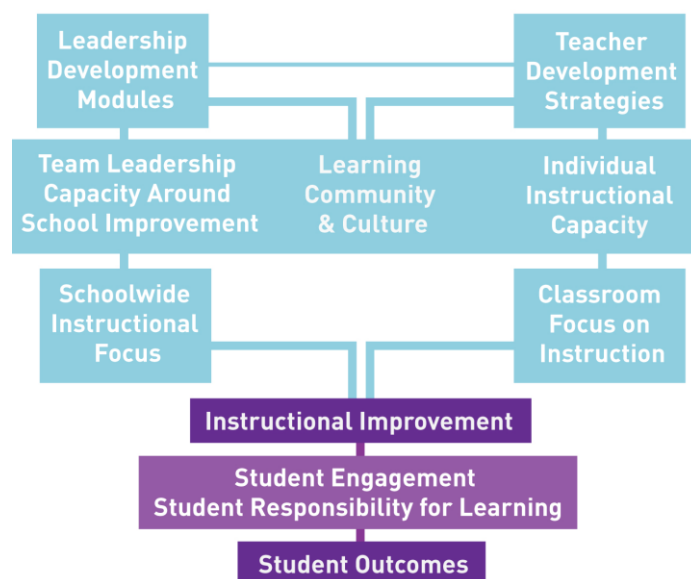 Leadership
Development
Modules
Teacher
Development
Strategies
Team Leadership
Capacity Around
School Improvement
Learning
Community
& Culture
Individual
Instructional
Capacity
Schoolwide
Instructional
Focus
Classroom
Focus on
Instruction
Instructional Improvement
Student Engagement
Student Responsibility for Learning
Student Outcomes